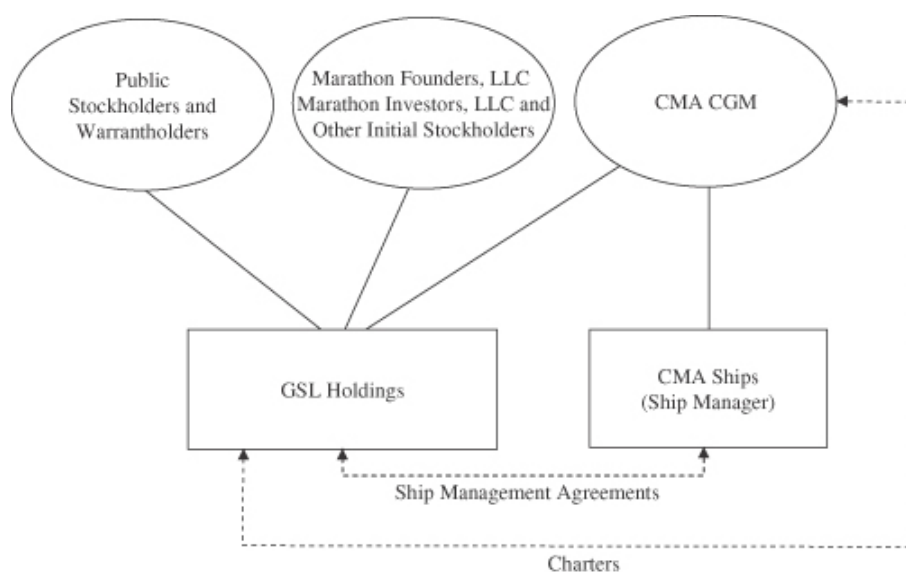 Public
Stockholders and
Warrantholders
Marathon Founders, LLC
Marathon Investors, LLC and
Other Initial Stockholders
CMA CGM
GSL Holdings
CMA Ships
(Ship Manager)
Ship Management Agreements
Charters